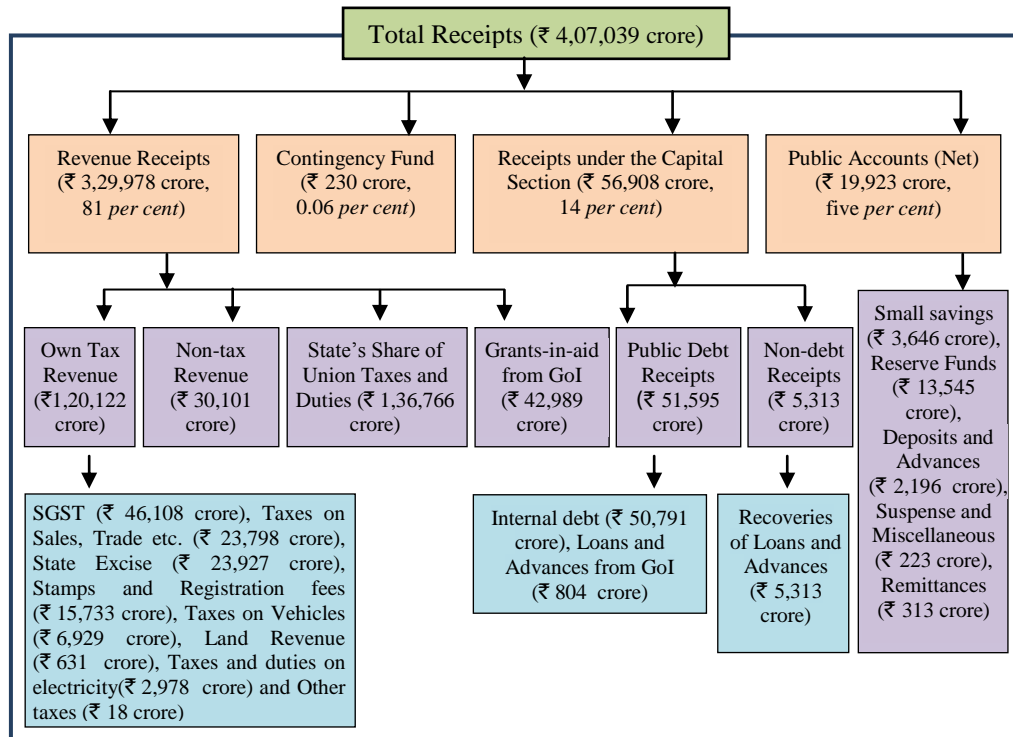 Total Receipts (₹ 4,07,039 crore)
Revenue Receipts
(₹ 3,29,978 crore,
81 per cent)
Contingency Fund
(₹ 230 crore,
0.06 per cent)
Receipts under the Capital
Section (₹ 56,908 crore,
14 per cent)
Public Accounts (Net)
(₹ 19,923 crore,
five per cent)
Own Tax
Revenue
(₹1,20,122
crore)
Non-tax
Revenue
(₹ 30,101
crore)
State's Share of
Union Taxes and
Duties (₹ 1,36,766
crore)
Grants-in-aid
from GoI
(₹ 42,989
crore)
Public Debt
Receipts
(₹ 51,595
crore)
Non-debt
Receipts
(₹ 5,313
crore)
Small savings
(₹ 3,646 crore),
Reserve Funds
(₹ 13,545
crore),
Deposits and
Advances
(₹ 2,196 crore),
Suspense and
Miscellaneous
(₹ 223 crore),
Remittances
(₹ 313 crore)
SGST (₹ 46,108 crore), Taxes on
Sales, Trade etc. (₹ 23,798 crore),
State Excise (₹ 23,927 crore),
Stamps and Registration fees
(₹ 15,733 crore), Taxes on Vehicles
(₹ 6,929 crore), Land Revenue
(₹ 631 crore), Taxes and duties on
electricity(₹ 2,978 crore) and Other
taxes (₹ 18 crore)
Internal debt (₹ 50,791
crore), Loans and
Advances from GoI
(₹ 804 crore)
Recoveries
of Loans and
Advances
(₹ 5,313
crore)